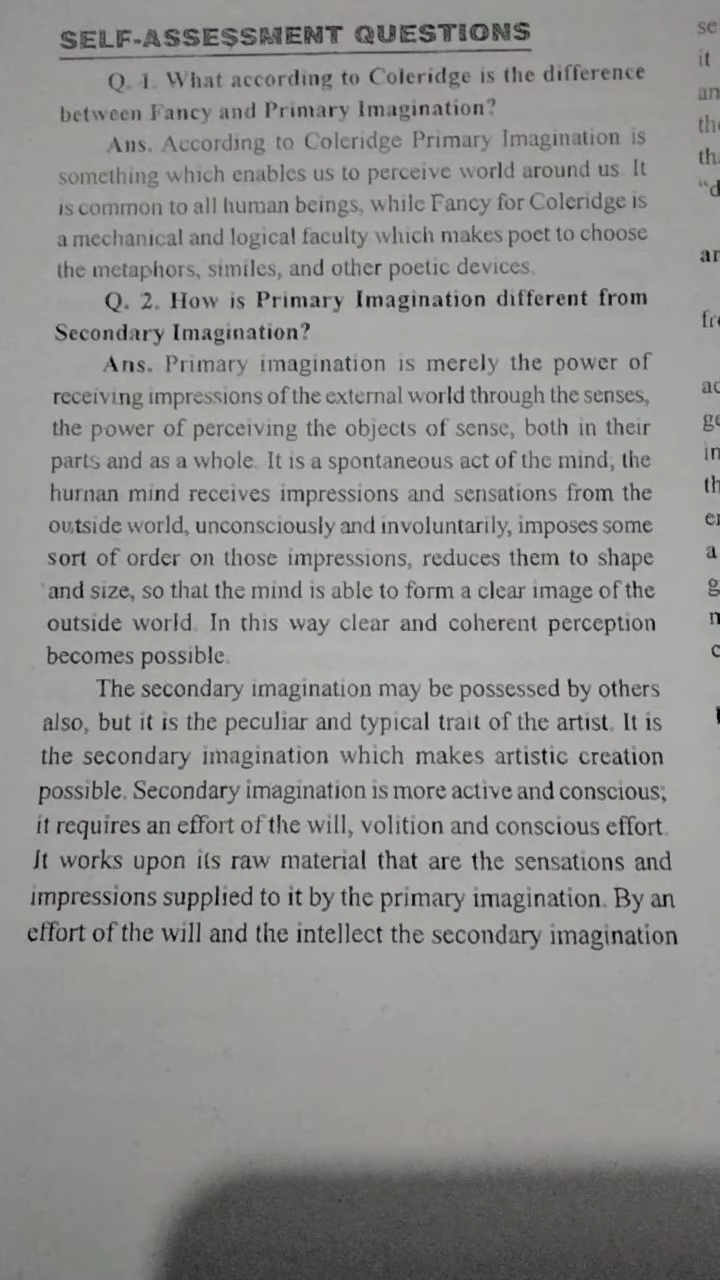 SELF-ASSESSMENT QUESTIONS
Q. 1. What according to Coleridge is the difference
between Fancy and Primary Imagination?
Ans. According to Coleridge Primary Imagination is
something which enables us to perceive world around us. It
is common to all human beings, while Fancy for Coleridge is
a mechanical and logical faculty which makes poet to choose
the metaphors, similes, and other poetic devices.
Q. 2. How is Primary Imagination different from
Secondary Imagination?
Ans. Primary imagination is merely the power of
receiving impressions of the external world through the senses,
the power of perceiving the objects of sense, both in their
parts and as a whole. It is a spontaneous act of the mind; the
human mind receives impressions and sensations from the
outside world, unconsciously and involuntarily, imposes some
sort of order on those impressions, reduces them to shape
and size, so that the mind is able to form a clear image of the
outside world. In this way clear and coherent perception
becomes possible.
The secondary imagination may be possessed by others
also, but it is the peculiar and typical trait of the artist. It is
the secondary imagination which makes artistic creation
possible. Secondary imagination is more active and conscious;
it requires an effort of the will, volition and conscious effort.
It works upon its raw material that are the sensations and
impressions supplied to it by the primary imagination. By an
effort of the will and the intellect the secondary imagination